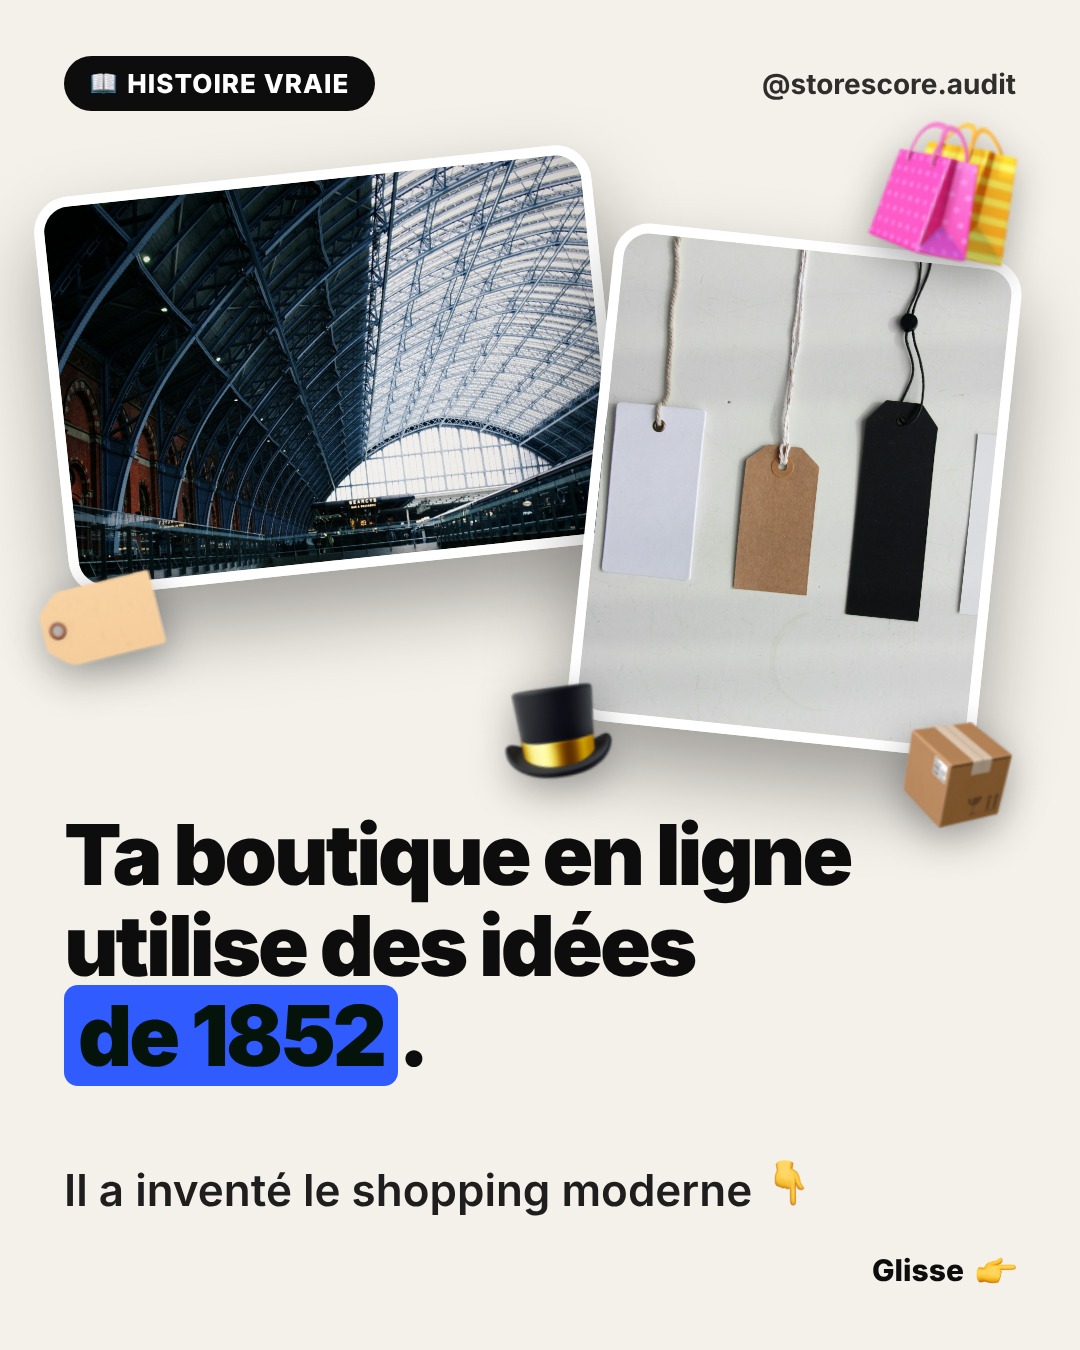 📖 HISTOIRE VRAIE
@storescore.audit
Ta boutique en ligne
utilise des idées
de 1852.
Il a inventé le shopping moderne 👇
Glisse 👉